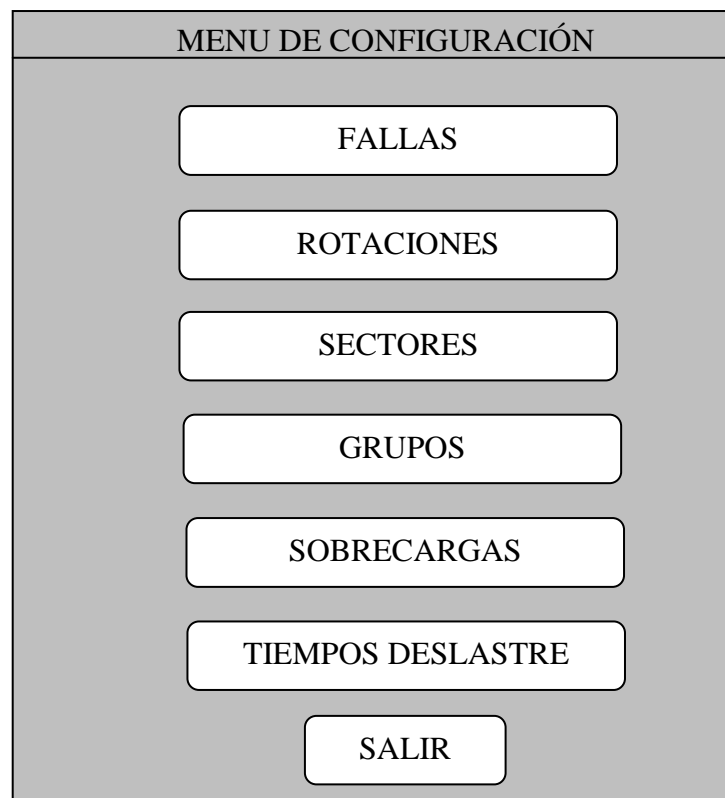 MENU DE CONFIGURACIÓN
FALLAS
ROTACIONES
SECTORES
GRUPOS
SOBRECARGAS
TIEMPOS DESLASTRE
SALIR